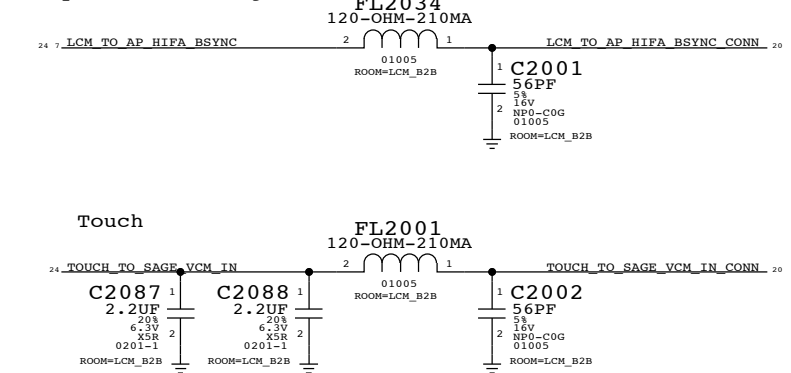 FL2034
120-OHM-210MA
24 7 LCM_TO_AP_HIFA_BSYNC 2 1 LCM_TO_AP_HIFA_BSYNC_CONN 20
01005
ROOM=LCM_B2B
1 C2001
56PF
5%
16V
2 NP0-C0G
01005
ROOM=LCM_B2B
Touch
FL2001
120-OHM-210MA
24 TOUCH_TO_SAGE_VCM_IN 2 1 TOUCH_TO_SAGE_VCM_IN_CONN 20
01005
ROOM=LCM_B2B
C2087 1
2.2UF
20%
6.3V
X5R 2
0201-1
ROOM=LCM_B2B
C2088 1
2.2UF
20%
6.3V
X5R 2
0201-1
ROOM=LCM_B2B
1 C2002
56PF
5%
16V
2 NP0-C0G
01005
ROOM=LCM_B2B